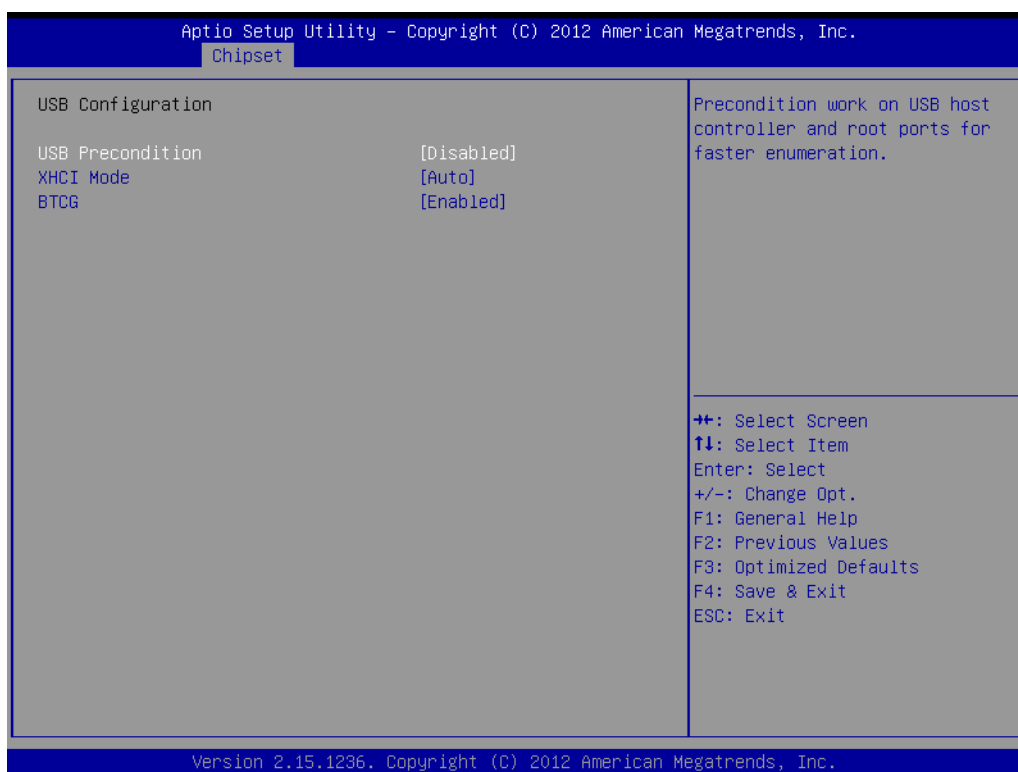 Aptio Setup Utility – Copyright (C) 2012 American Megatrends, Inc.
Chipset
USB Configuration
USB Precondition [Disabled]
XHCI Mode [Auto]
BTCG [Enabled]
Precondition work on USB host
controller and root ports for
faster enumeration.
→←: Select Screen
↑↓: Select Item
Enter: Select
+/-: Change Opt.
F1: General Help
F2: Previous Values
F3: Optimized Defaults
F4: Save & Exit
ESC: Exit
Version 2.15.1236. Copyright (C) 2012 American Megatrends, Inc.